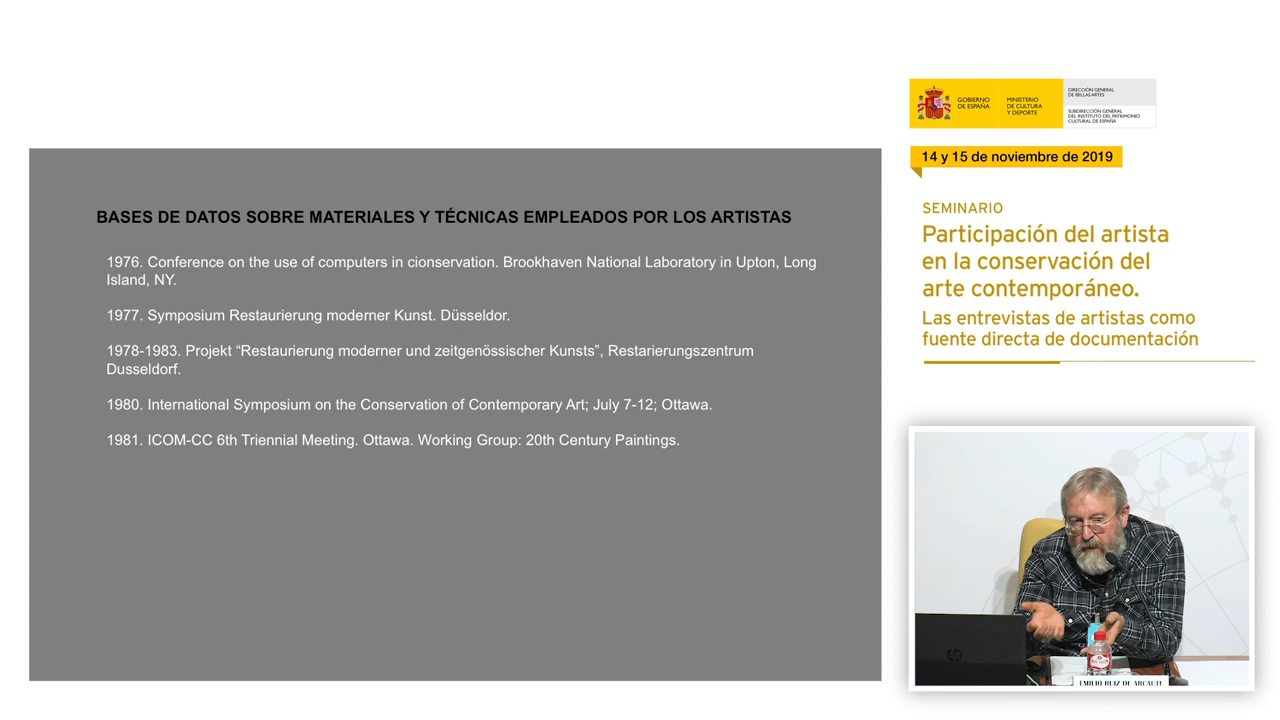 BASES DE DATOS SOBRE MATERIALES Y TÉCNICAS EMPLEADOS POR LOS ARTISTAS
1976. Conference on the use of computers in cionservation. Brookhaven National Laboratory in Upton, Long
Island, NY.
1977. Symposium Restaurierung moderner Kunst. Düsseldor.
1978-1983. Projekt “Restaurierung moderner und zeitgenössischer Kunsts”, Restarierungszentrum
Dusseldorf.
1980. International Symposium on the Conservation of Contemporary Art; July 7-12; Ottawa.
1981. ICOM-CC 6th Triennial Meeting. Ottawa. Working Group: 20th Century Paintings.
GOBIERNO
DE ESPAÑA
MINISTERIO
DE CULTURA
Y DEPORTE
DIRECCIÓN GENERAL
DE BELLAS ARTES
SUBDIRECCIÓN GENERAL
DEL INSTITUTO DEL PATRIMONIO
CULTURAL DE ESPAÑA
14 y 15 de noviembre de 2019
SEMINARIO
Participación del artista
en la conservación del
arte contemporáneo.
Las entrevistas de artistas como
fuente directa de documentación
hp
EMILIO RUIZ DE ARCAUTE